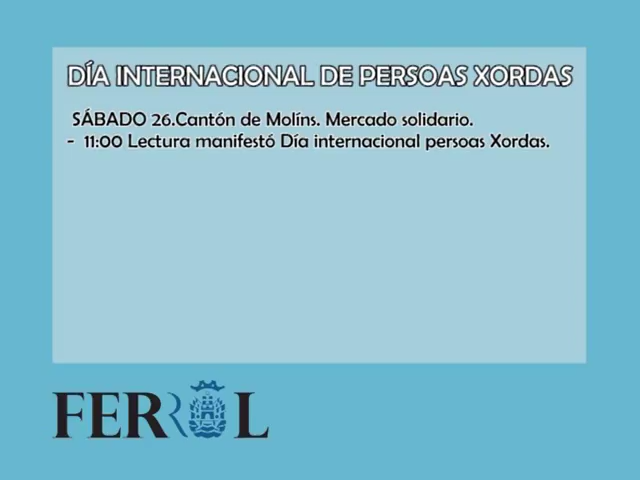 DÍA INTERNACIONAL DE PERSOAS XORDAS
SÁBADO 26.Cantón de Molíns. Mercado solidario.
- 11:00 Lectura manifestó Día internacional persoas Xordas.
FERROL